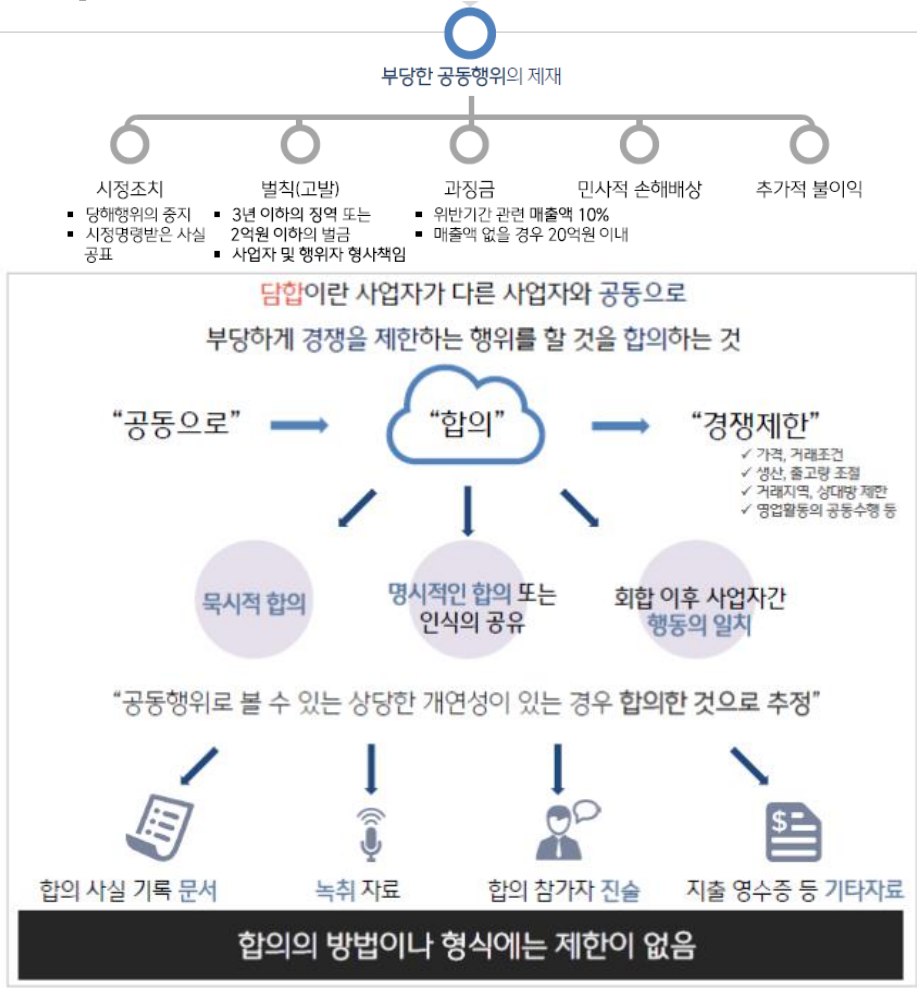 부당한 공동행위의 제재
시정조치
▪ 당해행위의 중지
▪ 시정명령받은 사실
공표
벌칙(고발)
▪ 3년 이하의 징역 또는
2억원 이하의 벌금
▪ 사업자 및 행위자 형사책임
과징금
▪ 위반기간 관련 매출액 10%
▪ 매출액 없을 경우 20억원 이내
민사적 손해배상
추가적 불이익
담합이란 사업자가 다른 사업자와 공동으로
부당하게 경쟁을 제한하는 행위를 할 것을 합의하는 것
“공동으로”
“합의”
“경쟁제한”
✓ 가격, 거래조건
✓ 생산, 출고량 조절
✓ 거래지역, 상대방 제한
✓ 영업활동의 공동수행 등
묵시적 합의
명시적인 합의 또는
인식의 공유
회합 이후 사업자간
행동의 일치
“공동행위로 볼 수 있는 상당한 개연성이 있는 경우 합의한 것으로 추정”
합의 사실 기록 문서
녹취 자료
합의 참가자 진술
$
지출 영수증 등 기타자료
합의의 방법이나 형식에는 제한이 없음